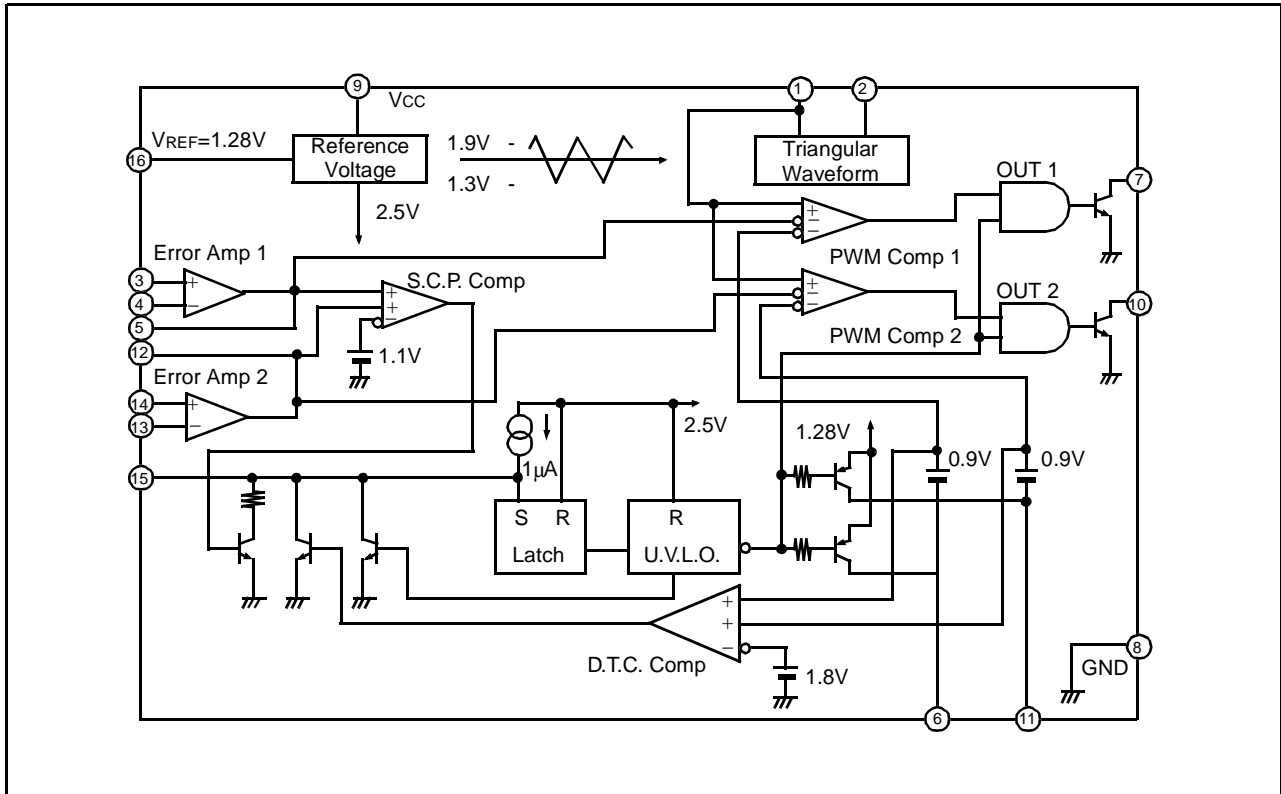 9
VCC
1
2
16
VREF=1.28V
Reference
Voltage
1.9V -
1.3V -
Triangular
Waveform
OUT 1
7
2.5V
Error Amp 1
3
+
4
−
5
S.C.P. Comp
+
+
−
1.1V
+
−
−
PWM Comp 1
+
−
−
PWM Comp 2
OUT 2
10
12
Error Amp 2
14
+
13
−
15
1μA
2.5V
1.28V
0.9V
0.9V
S R
Latch
R
U.V.L.O.
+
+
−
D.T.C. Comp
1.8V
8
GND
6
11